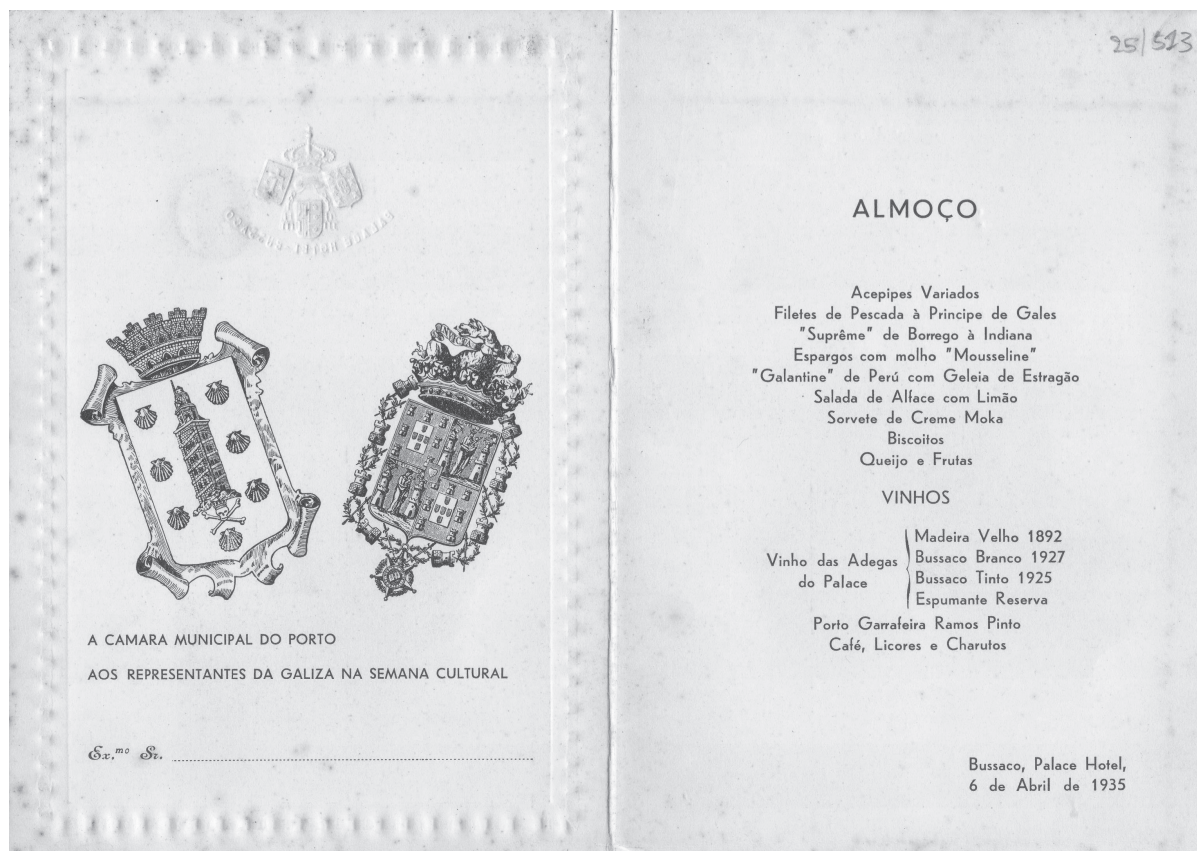 A CAMARA MUNICIPAL DO PORTO
AOS REPRESENTANTES DA GALIZA NA SEMANA CULTURAL
Ex.mo Sr.
25/513
ALMOÇO
Acepipes Variados
Filetes de Pescada à Principe de Gales
"Suprême" de Borrego à Indiana
Espargos com molho "Mousseline"
"Galantine" de Perú com Geleia de Estragão
Salada de Alface com Limão
Sorvete de Creme Moka
Biscoitos
Queijo e Frutas
VINHOS
Vinho das Adegas
do Palace
Madeira Velho 1892
Bussaco Branco 1927
Bussaco Tinto 1925
Espumante Reserva
Porto Garrafeira Ramos Pinto
Café, Licores e Charutos
Bussaco, Palace Hotel,
6 de Abril de 1935